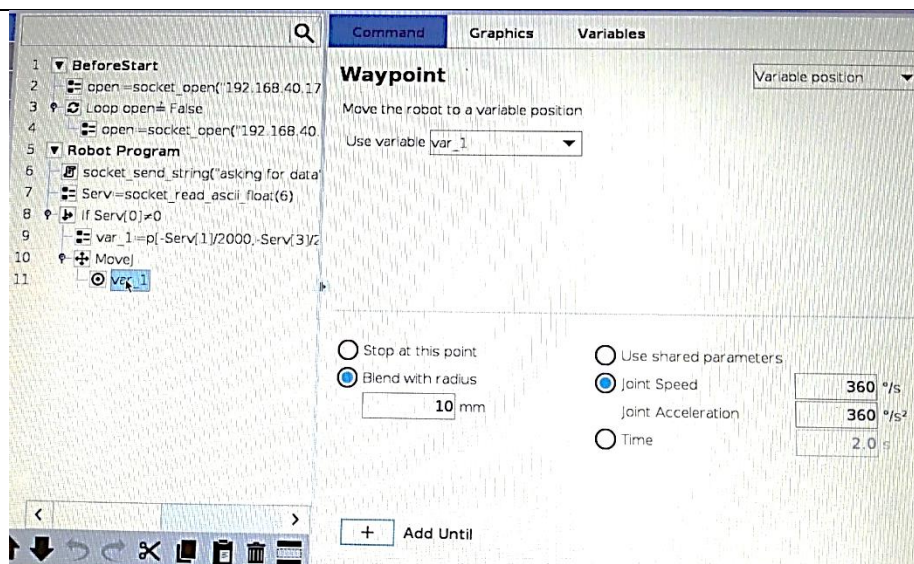 Command Graphics Variables
1 BeforeStart
2 open≔socket_open("192.168.40.17
3 Loop open≟False
4 open≔socket_open("192.168.40.
5 Robot Program
6 socket_send_string("asking for data"
7 Serv≔socket_read_ascii_float(6)
8 If Serv[0]≠0
9 var_1≔p[-Serv[1]/2000,-Serv[3]/2
10 MoveJ
11 var_1
Waypoint
Variable position
Move the robot to a variable position
Use variable var_1
Stop at this point
Blend with radius
10 mm
Use shared parameters
Joint Speed 360 °/s
Joint Acceleration 360 °/s²
Time 2.0 s
+ Add Until